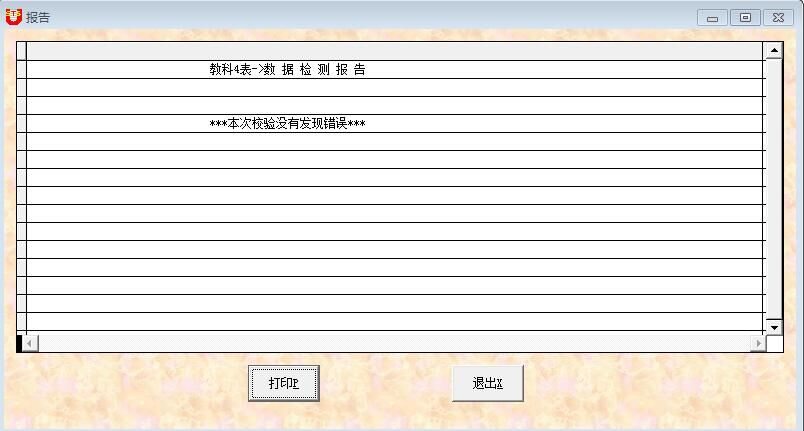 报告
教科4表->数 据 检 测 报 告
***本次校验没有发现错误***
打印P
退出X